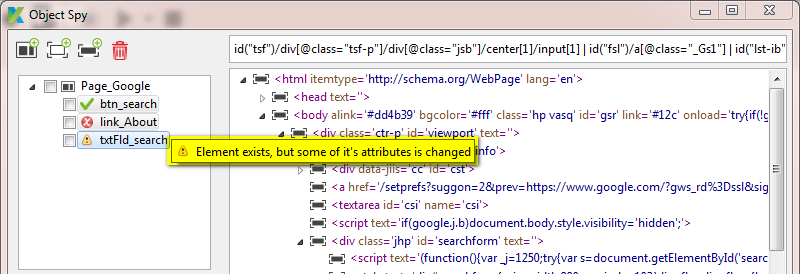 Object Spy
id("tsf")/div[@class="tsf-p"]/div[@class="jsb"]/center[1]/input[1] | id("fsl")/a[@class="_Gs1"] | id("lst-ib"
Page_Google
btn_search
link_About
txtFld_search
Element exists, but some of it's attributes is changed
<html itemtype='http://schema.org/WebPage' lang='en'>
<head text=''>
<body alink='#dd4b39' bgcolor='#fff' class='hp vasq' id='gsr' link='#12c' onload='try{if(!g
<div class='ctr-p' id='viewport' text=''>
info'>
<div data-jiis='cc' id='cst'>
<a href='/setprefs?suggon=2&prev=https://www.google.com/?gws_rd%3Dssl&sig
<textarea id='csi' name='csi'>
<script text='if(google.j.b)document.body.style.visibility='hidden';'>
<div class='jhp' id='searchform' text=''>
<script text='(function(){var _j=1250;try{var s=document.getElementById('searc